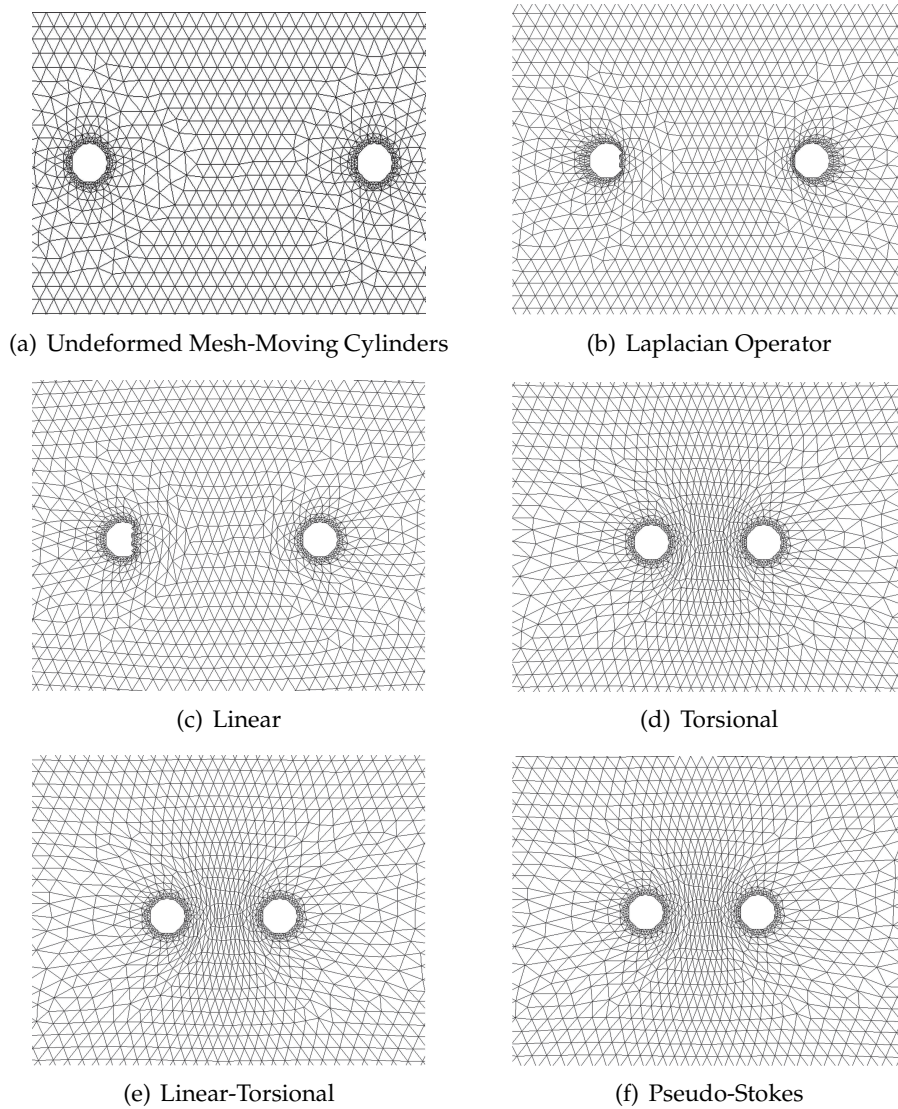 (a) Undeformed Mesh-Moving Cylinders
(b) Laplacian Operator
(c) Linear
(d) Torsional
(e) Linear-Torsional
(f) Pseudo-Stokes